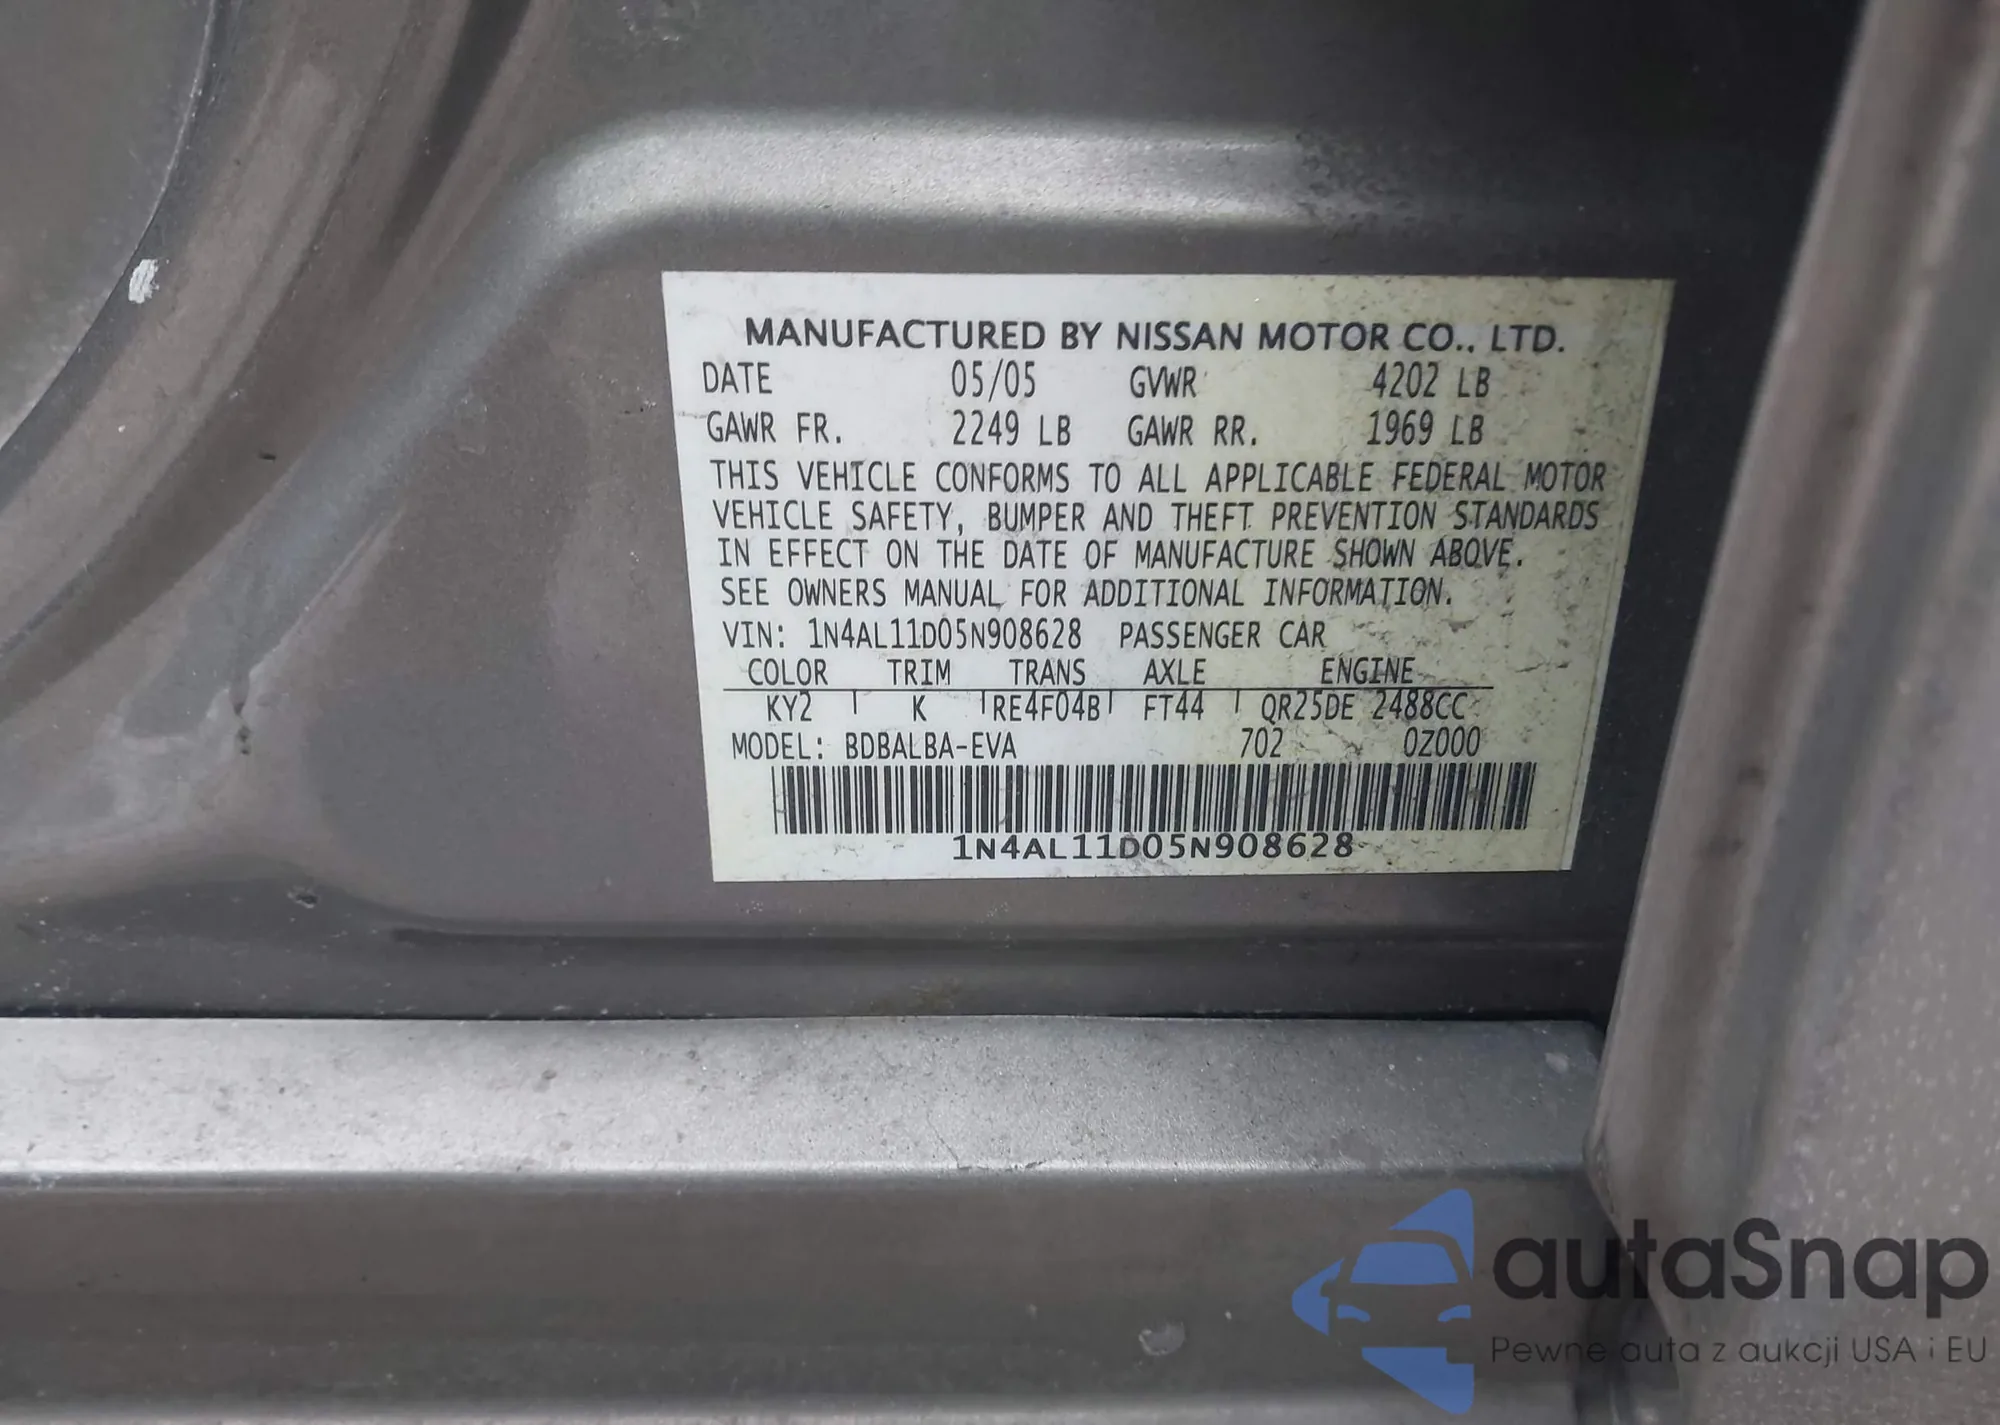 MANUFACTURED BY NISSAN MOTOR CO., LTD.
DATE 05/05 GVWR 4202 LB
GAWR FR. 2249 LB GAWR RR. 1969 LB
THIS VEHICLE CONFORMS TO ALL APPLICABLE FEDERAL MOTOR
VEHICLE SAFETY, BUMPER AND THEFT PREVENTION STANDARDS
IN EFFECT ON THE DATE OF MANUFACTURE SHOWN ABOVE.
SEE OWNERS MANUAL FOR ADDITIONAL INFORMATION.
VIN: 1N4AL11D05N908628 PASSENGER CAR
COLOR TRIM TRANS AXLE ENGINE
KY2 K RE4F04B FT44 QR25DE 2488CC
MODEL: BDBALBA-EVA 702 0Z000
1N4AL11D05N908628
autaSnap
Pewne auta z aukcji USA i EU